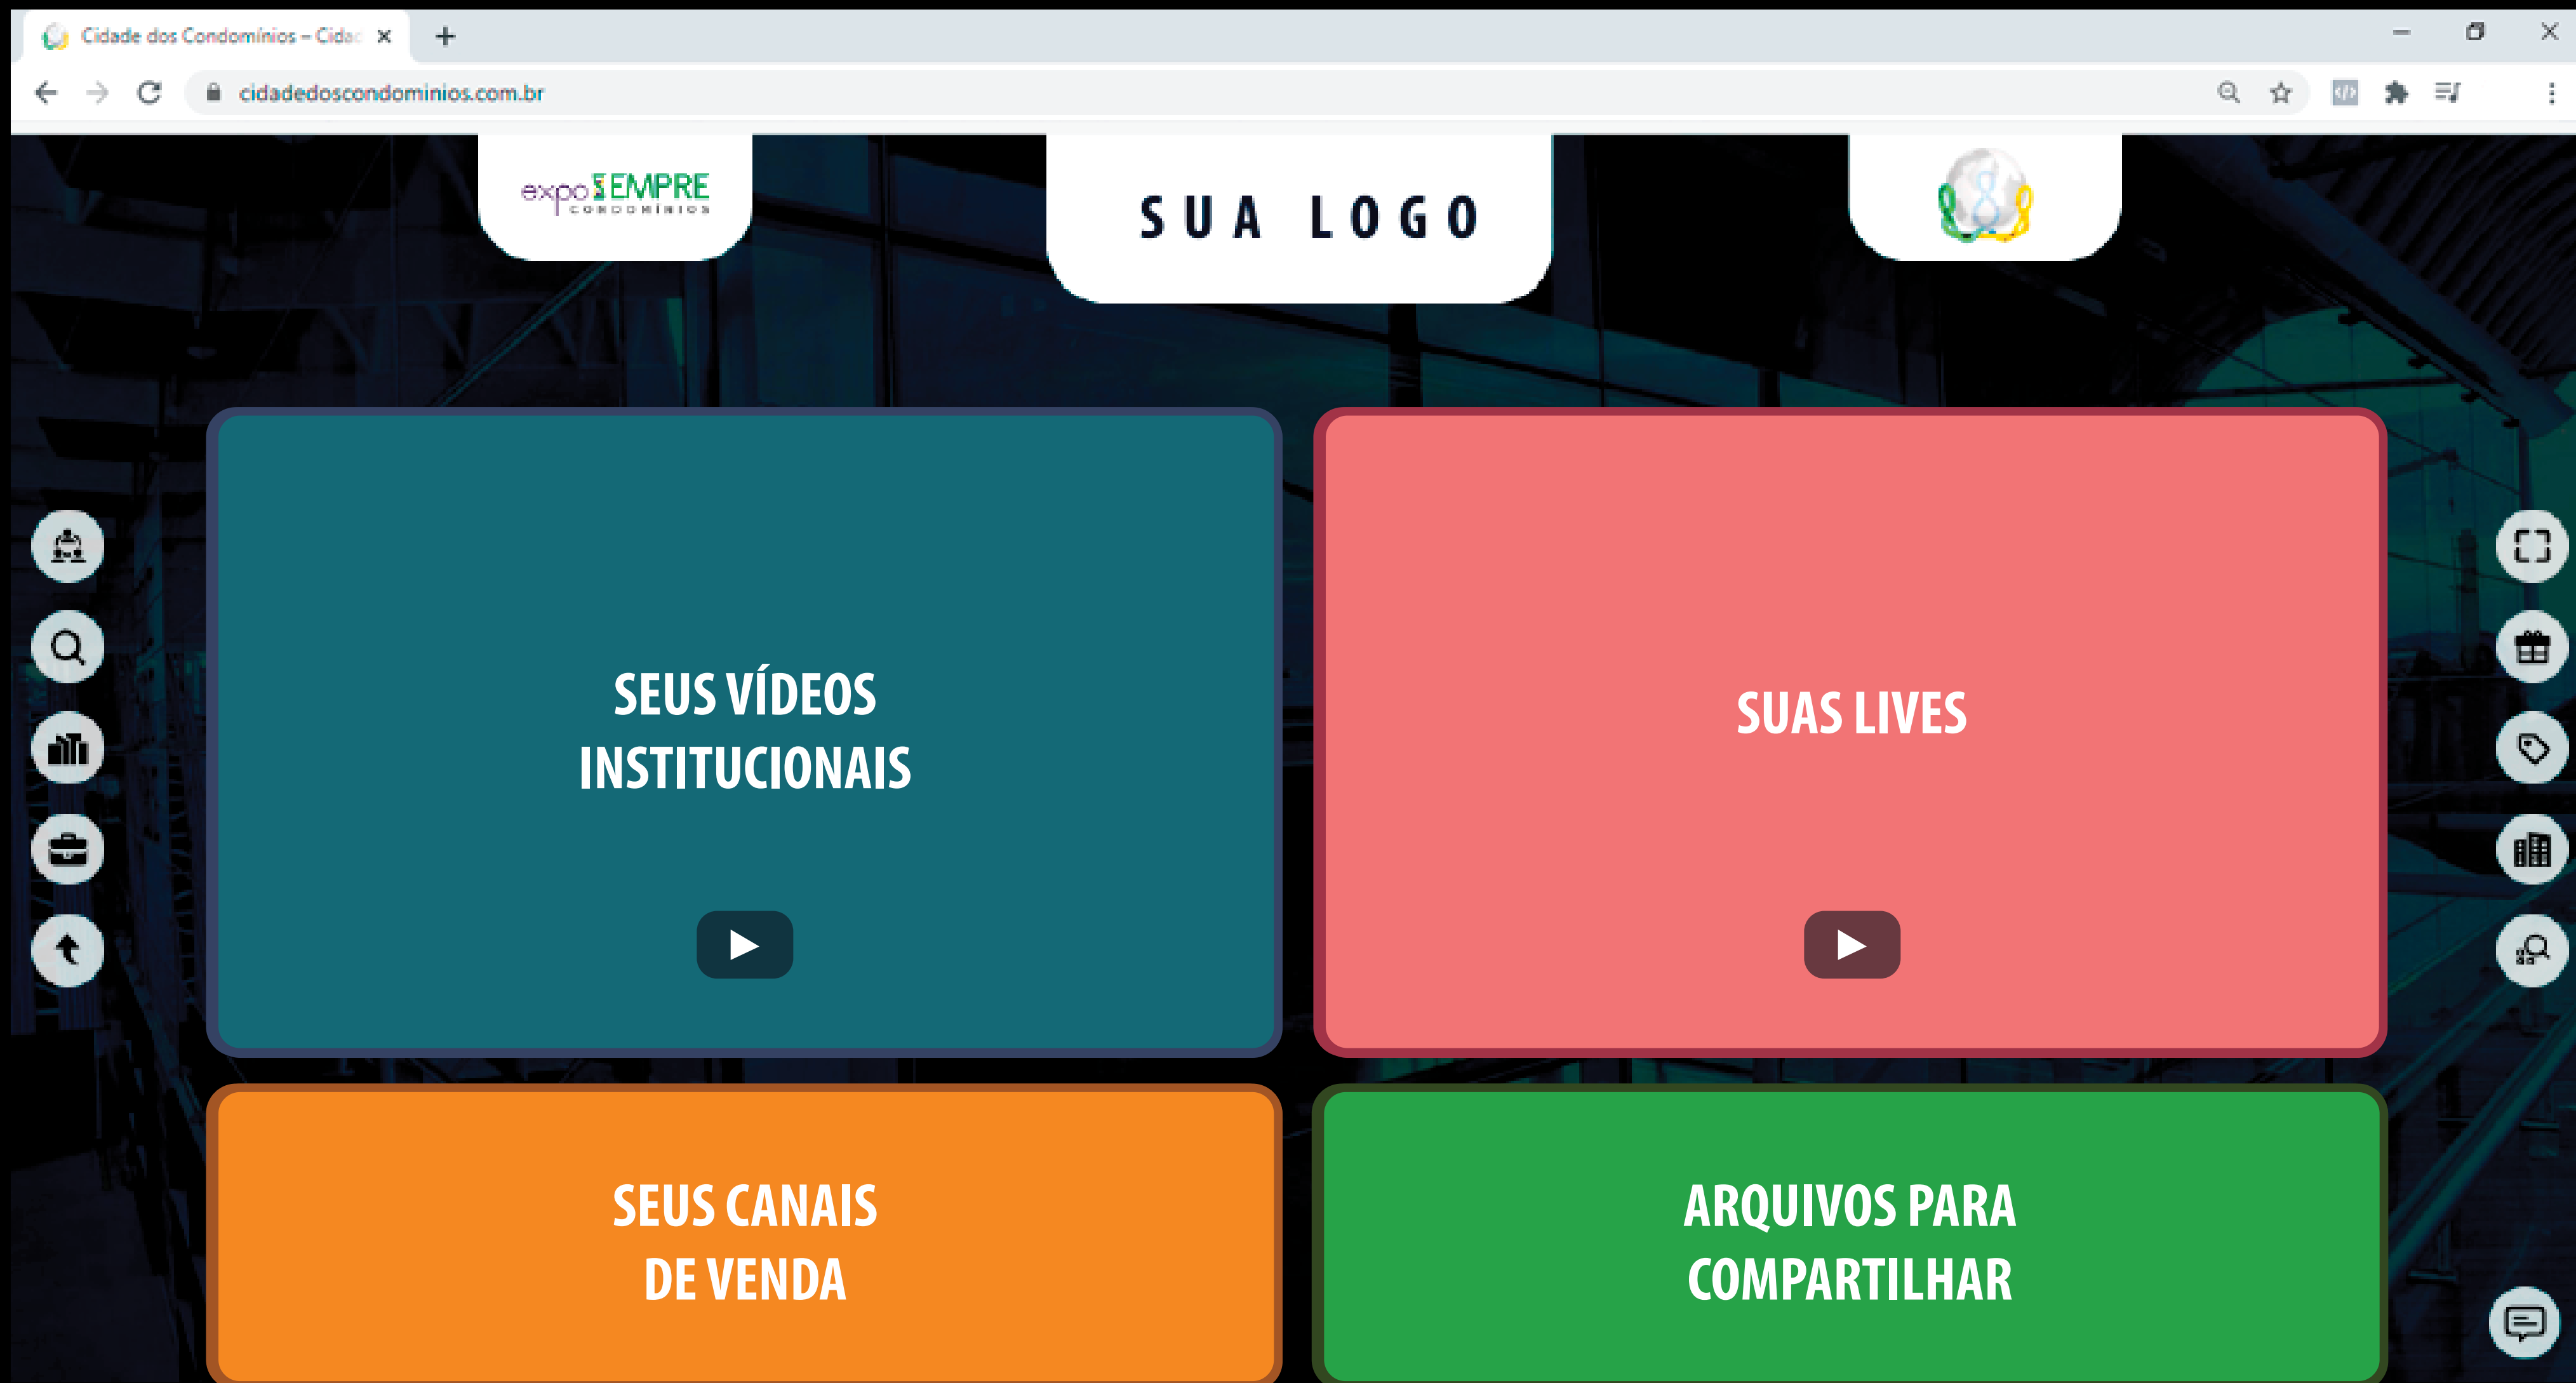 Cidade dos Condomínios – Cidad
cidadedoscondominios.com.br
expo SEMPRE
CONDOMÍNIOS
SUA LOGO
SEUS VÍDEOS
INSTITUCIONAIS
SUAS LIVES
SEUS CANAIS
DE VENDA
ARQUIVOS PARA
COMPARTILHAR